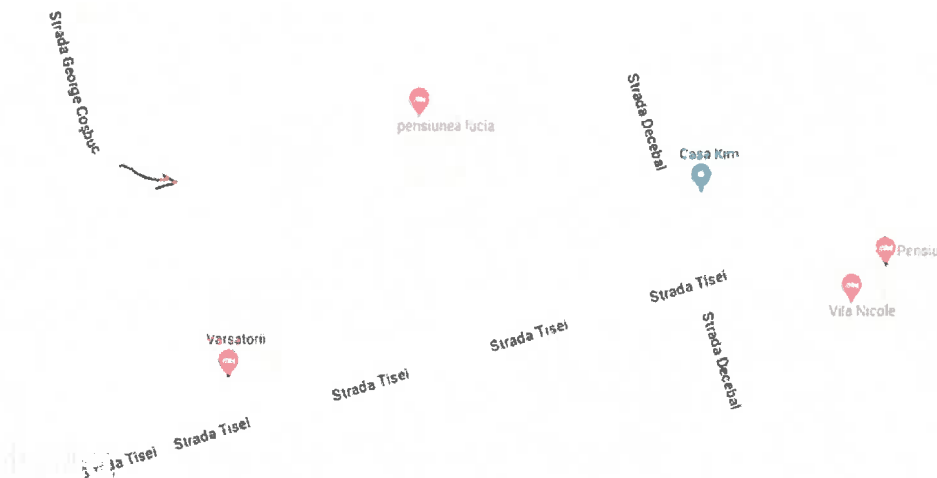 Strada George Coșbuc
pensiunea lucia
Strada Decebal
Casa Kim
Pensiu
Vila Nicole
Strada Tisei
Strada Decebal
Strada Tisei
Varsatorii
Strada Tisei
Strada Tisei
Tisei